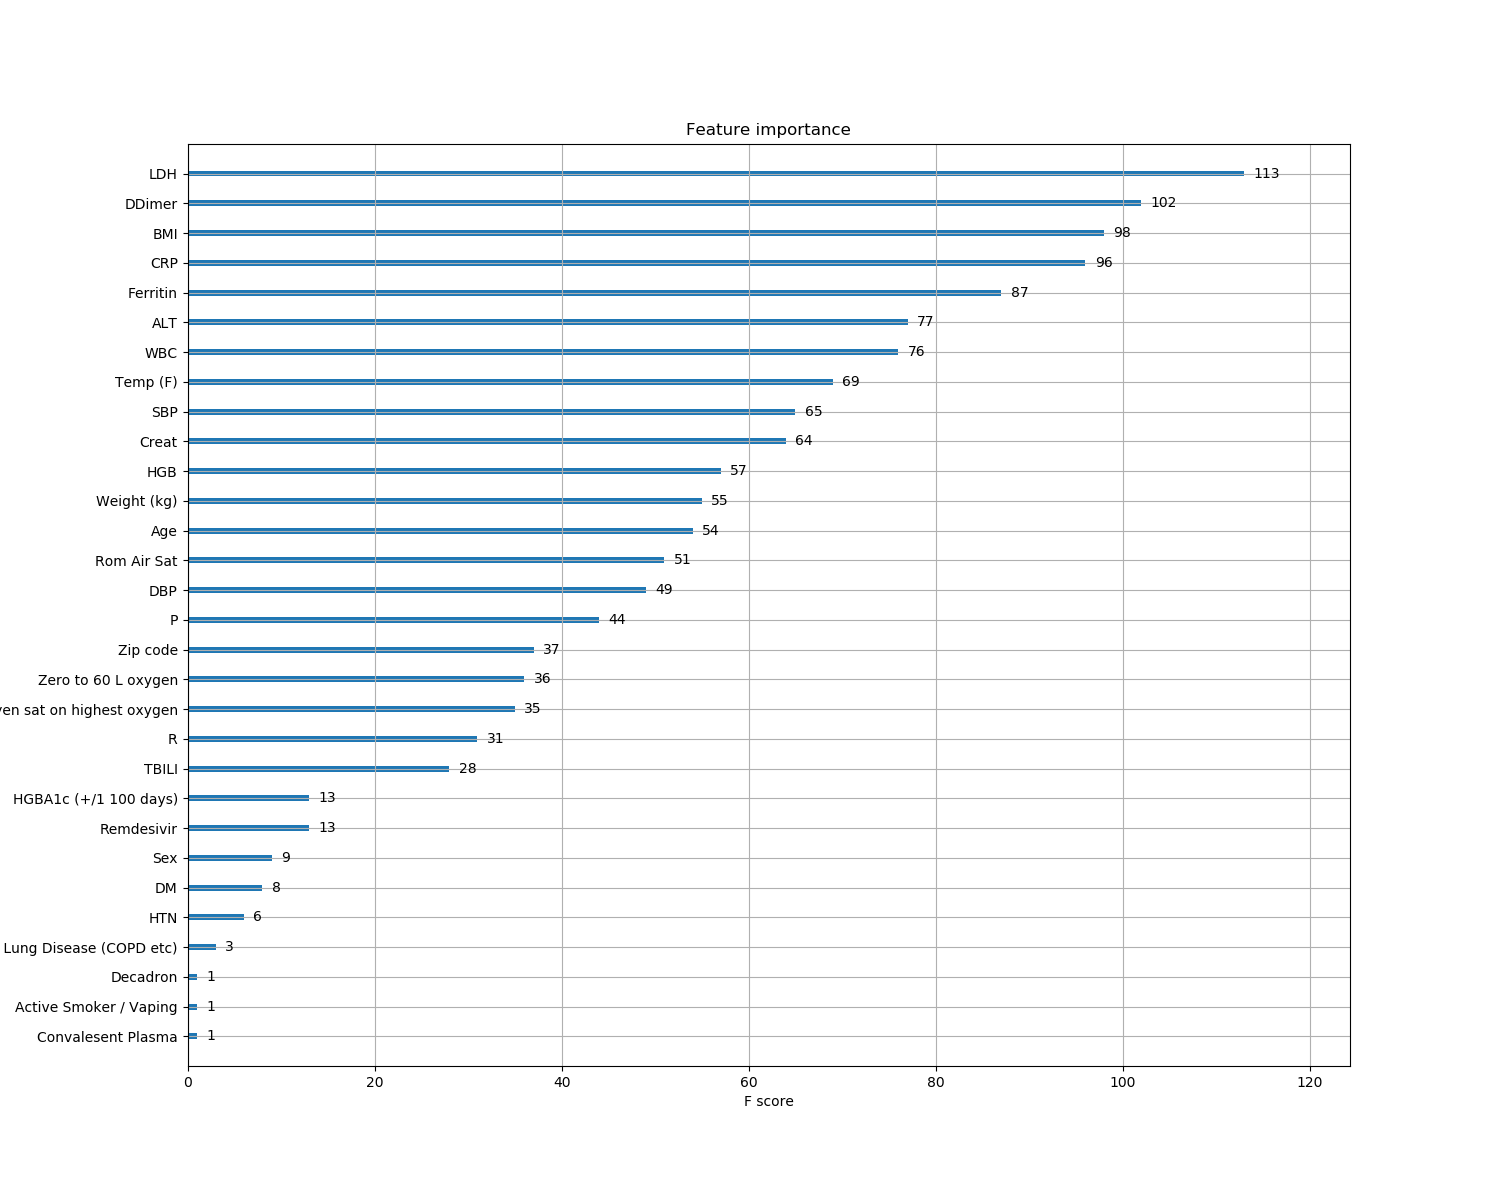 Feature importance
LDH 113
DDimer 102
BMI 98
CRP 96
Ferritin 87
ALT 77
WBC 76
Temp (F) 69
SBP 65
Creat 64
HGB 57
Weight (kg) 55
Age 54
Rom Air Sat 51
DBP 49
P 44
Zip code 37
Zero to 60 L oxygen 36
sat on highest oxygen 35
R 31
TBILI 28
HGBA1c (+/1 100 days) 13
Remdesivir 13
Sex 9
DM 8
HTN 6
Lung Disease (COPD etc) 3
Decadron 1
Active Smoker / Vaping 1
Convalesent Plasma 1
0 20 40 60 80 100 120
F score